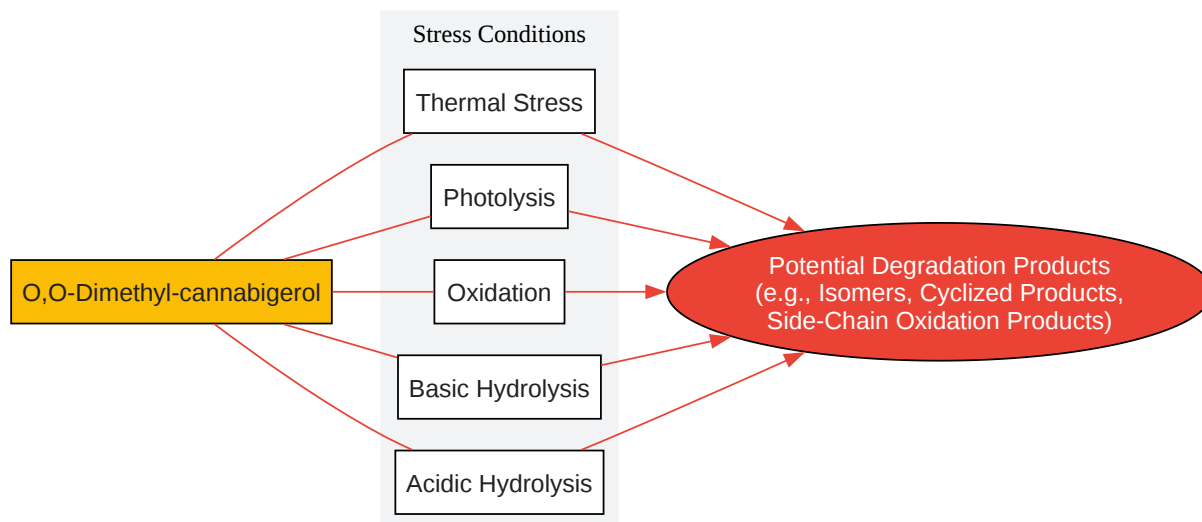 Stress Conditions
Thermal Stress
Photolysis
O,O-Dimethyl-cannabigerol
Oxidation
Basic Hydrolysis
Acidic Hydrolysis
Potential Degradation Products
(e.g., Isomers, Cyclized Products,
Side-Chain Oxidation Products)